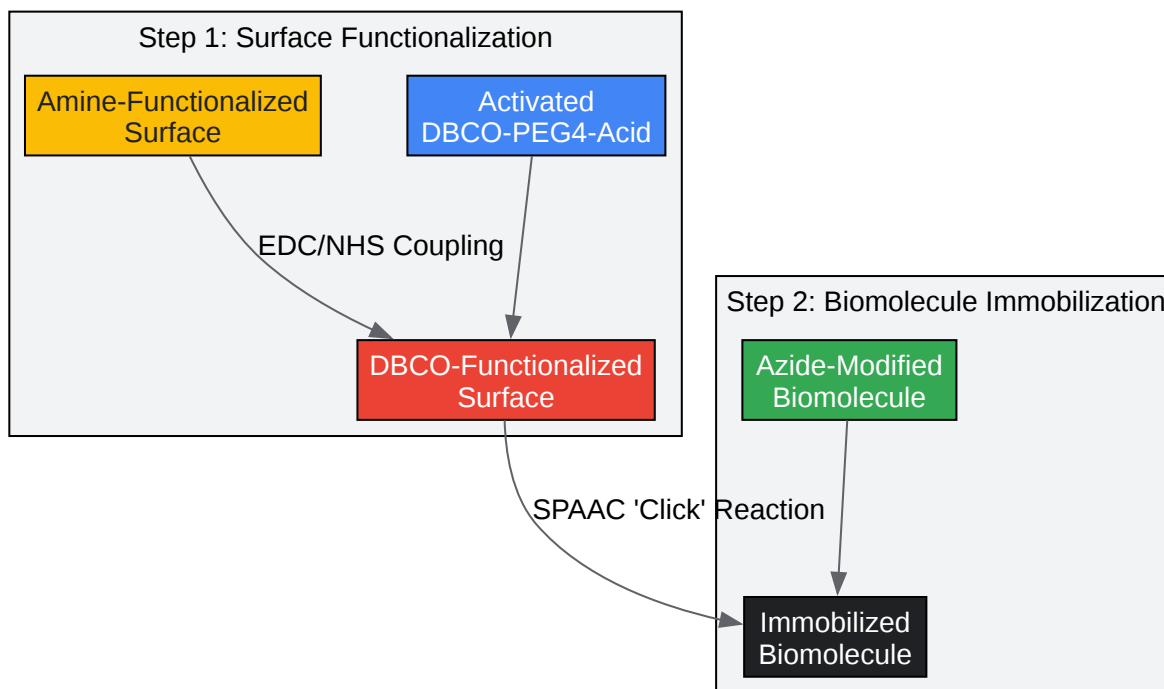 Step 1: Surface Functionalization
Amine-Functionalized
Surface
Activated
DBCO-PEG4-Acid
EDC/NHS Coupling
DBCO-Functionalized
Surface
Step 2: Biomolecule Immobilization
Azide-Modified
Biomolecule
SPAAC 'Click' Reaction
Immobilized
Biomolecule